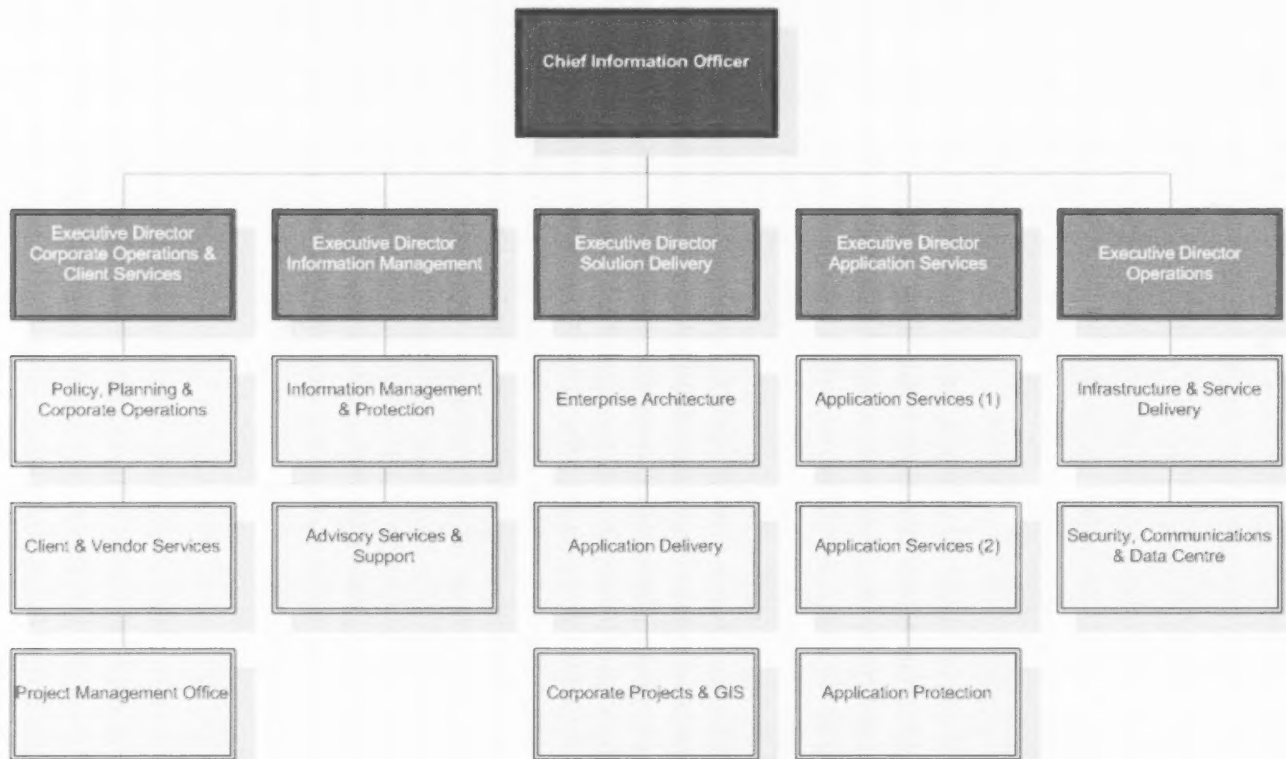 Chief Information Officer
Executive Director
Corporate Operations &
Client Services
Executive Director
Information Management
Executive Director
Solution Delivery
Executive Director
Application Services
Executive Director
Operations
Policy, Planning &
Corporate Operations
Information Management
& Protection
Enterprise Architecture
Application Services (1)
Infrastructure & Service
Delivery
Client & Vendor Services
Advisory Services &
Support
Application Delivery
Application Services (2)
Security, Communications
& Data Centre
Project Management Office
Corporate Projects & GIS
Application Protection